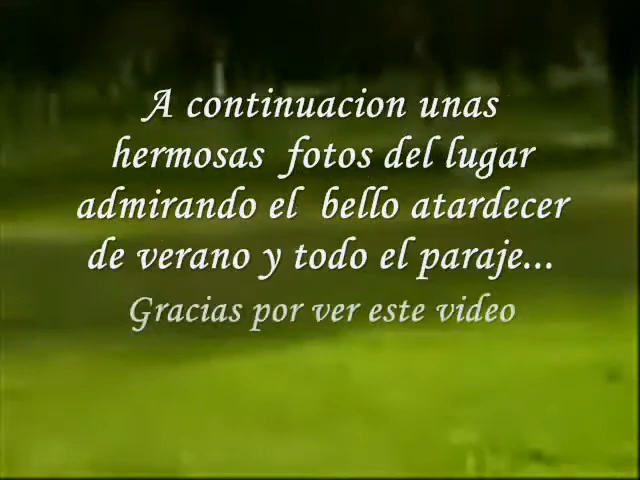 A continuacion unas
hermosas fotos del lugar
admirando el bello atardecer
de verano y todo el paraje...
Gracias por ver este video